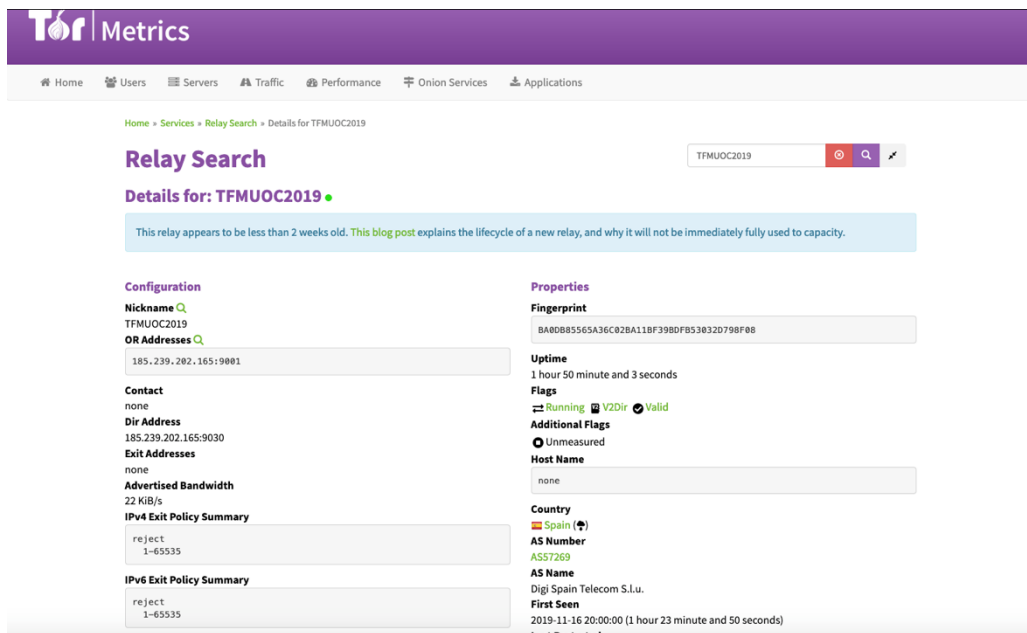 Tor Metrics
Home Users Servers Traffic Performance Onion Services Applications
Home » Services » Relay Search » Details for TFMUOC2019
Relay Search
TFMUOC2019
Details for: TFMUOC2019
This relay appears to be less than 2 weeks old. This blog post explains the lifecycle of a new relay, and why it will not be immediately fully used to capacity.
Configuration
Nickname
TFMUOC2019
OR Addresses
185.239.202.165:9001
Contact
none
Dir Address
185.239.202.165:9030
Exit Addresses
none
Advertised Bandwidth
22 KiB/s
IPv4 Exit Policy Summary
reject
1-65535
IPv6 Exit Policy Summary
reject
1-65535
Properties
Fingerprint
BA0DB85565A36C02BA11BF39BDFB53032D798F08
Uptime
1 hour 50 minute and 3 seconds
Flags
Running V2 V2Dir Valid
Additional Flags
Unmeasured
Host Name
none
Country
Spain ( )
AS Number
AS57269
AS Name
Digi Spain Telecom S.l.u.
First Seen
2019-11-16 20:00:00 (1 hour 23 minute and 50 seconds)